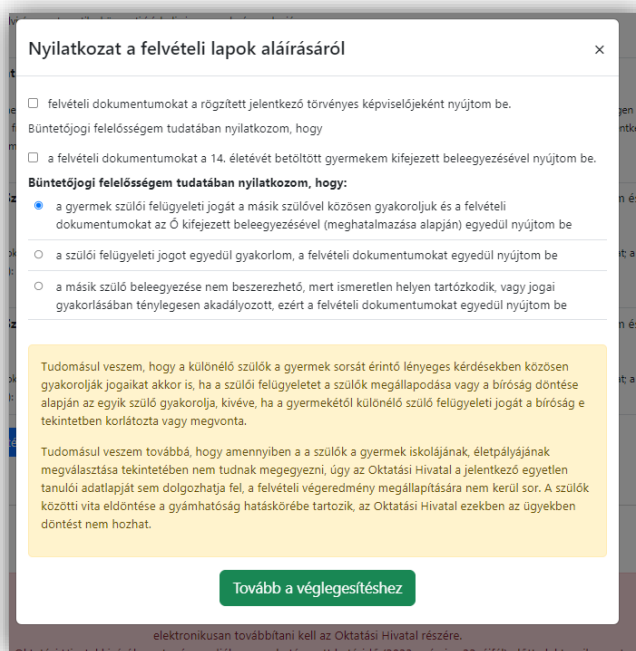 Nyilatkozat a felvételi lapok aláírásáról
×
felvételi dokumentumokat a rögzített jelentkező törvényes képviselőjeként nyújtom be.
Büntetőjogi felelősségem tudatában nyilatkozom, hogy
a felvételi dokumentumokat a 14. életévét betöltött gyermekem kifejezett beleegyezésével nyújtom be.
Büntetőjogi felelősségem tudatában nyilatkozom, hogy:
a gyermek szülői felügyeleti jogát a másik szülővel közösen gyakoroljuk és a felvételi
dokumentumokat az Ó kifejezett beleegyezésével (meghatalmazása alapján) egyedül nyújtom be
a szülői felügyeleti jogot egyedül gyakorlom, a felvételi dokumentumokat egyedül nyújtom be
a másik szülő beleegyezése nem beszerezhető, mert ismeretlen helyen tartózkodik, vagy jogai
gyakorlásában ténylegesen akadályozott, ezért a felvételi dokumentumokat egyedül nyújtom be
Tudomásul veszem, hogy a különélő szülők a gyermek sorsát érintő lényeges kérdésekben közösen
gyakorolják jogaikat akkor is, ha a szülői felügyeletet a szülők megállapodása vagy a bíróság döntése
alapján az egyik szülő gyakorolja, kivéve, ha a gyermekétől különélő szülő felügyeleti jogát a bíróság e
tekintetben korlátozta vagy megvonta.
Tudomásul veszem továbbá, hogy amennyiben a a szülők a gyermek iskolájának, életpályájának
megválasztása tekintetében nem tudnak megegyezni, úgy az Oktatási Hivatal a jelentkező egyetlen
tanulói adatlapját sem dolgozhatja fel, a felvételi végeredmény megállapítására nem kerül sor. A szülők
közötti vita eldöntése a gyámhatóság hatáskörébe tartozik, az Oktatási Hivatal ezekben az ügyekben
döntést nem hozhat.
Tovább a véglegesítéshez
elektronikusan továbbítani kell az Oktatási Hivatal részére.